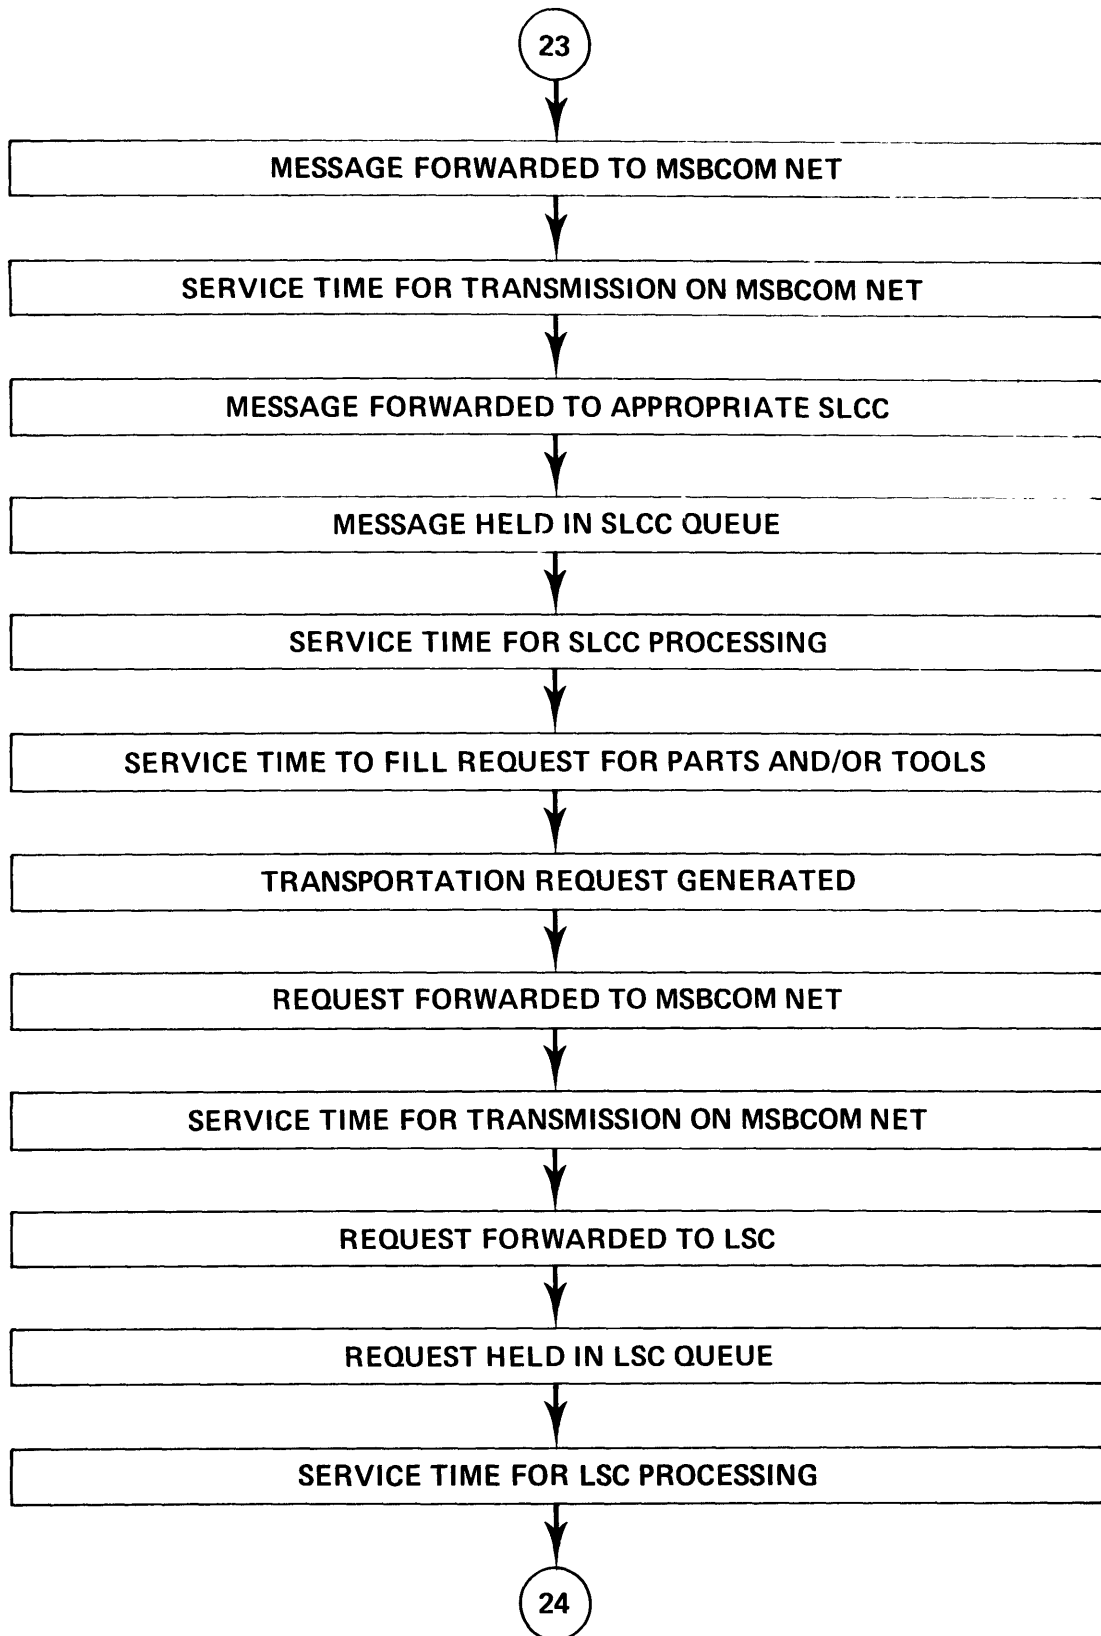 23
MESSAGE FORWARDED TO MSBCOM NET
SERVICE TIME FOR TRANSMISSION ON MSBCOM NET
MESSAGE FORWARDED TO APPROPRIATE SLCC
MESSAGE HELD IN SLCC QUEUE
SERVICE TIME FOR SLCC PROCESSING
SERVICE TIME TO FILL REQUEST FOR PARTS AND/OR TOOLS
TRANSPORTATION REQUEST GENERATED
REQUEST FORWARDED TO MSBCOM NET
SERVICE TIME FOR TRANSMISSION ON MSBCOM NET
REQUEST FORWARDED TO LSC
REQUEST HELD IN LSC QUEUE
SERVICE TIME FOR LSC PROCESSING
24